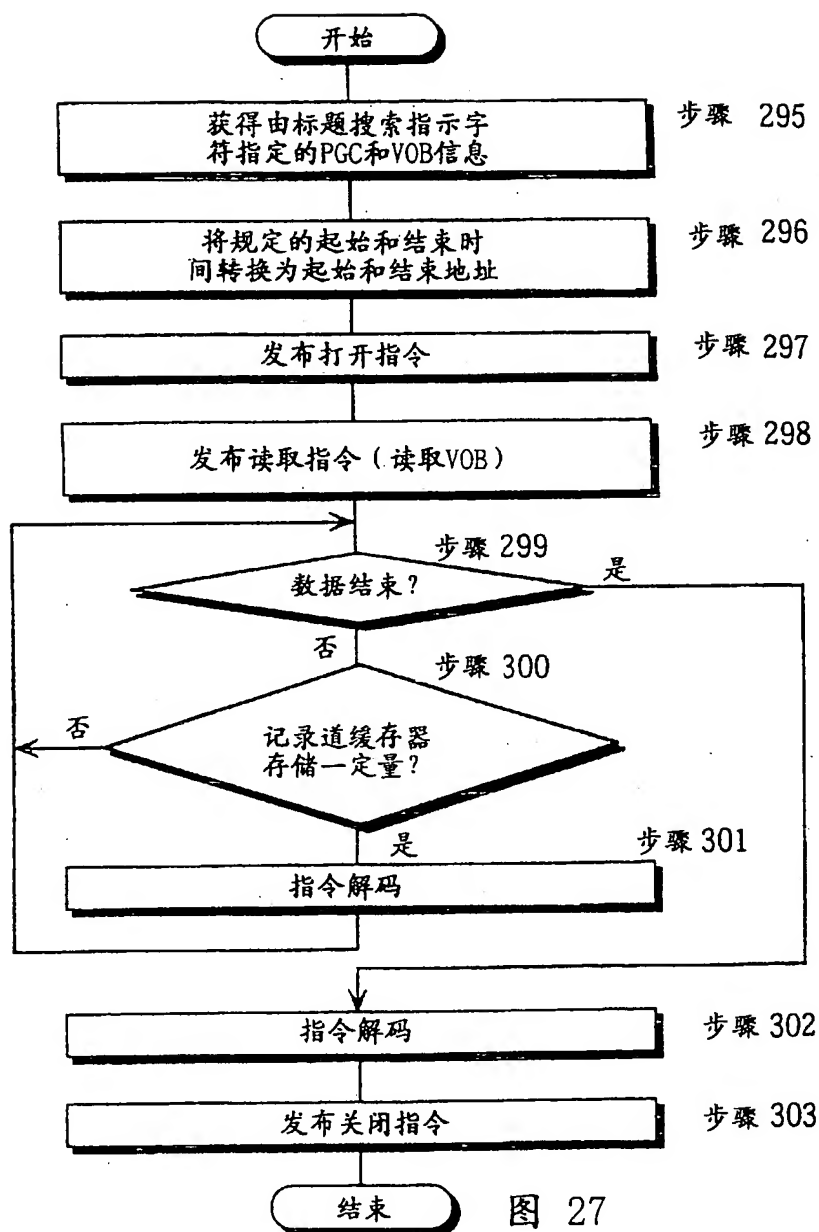 开始
获得由标题搜索指示字
符指定的PGC和VOB信息
步骤 295
将规定的起始和结束时
间转换为起始和结束地址
步骤 296
发布打开指令
步骤 297
发布读取指令(读取VOB)
步骤 298
步骤 299
数据结束?
是
否
步骤 300
否
记录道缓存器
存储一定量?
是
步骤 301
指令解码
指令解码
步骤 302
发布关闭指令
步骤 303
结束
图 27